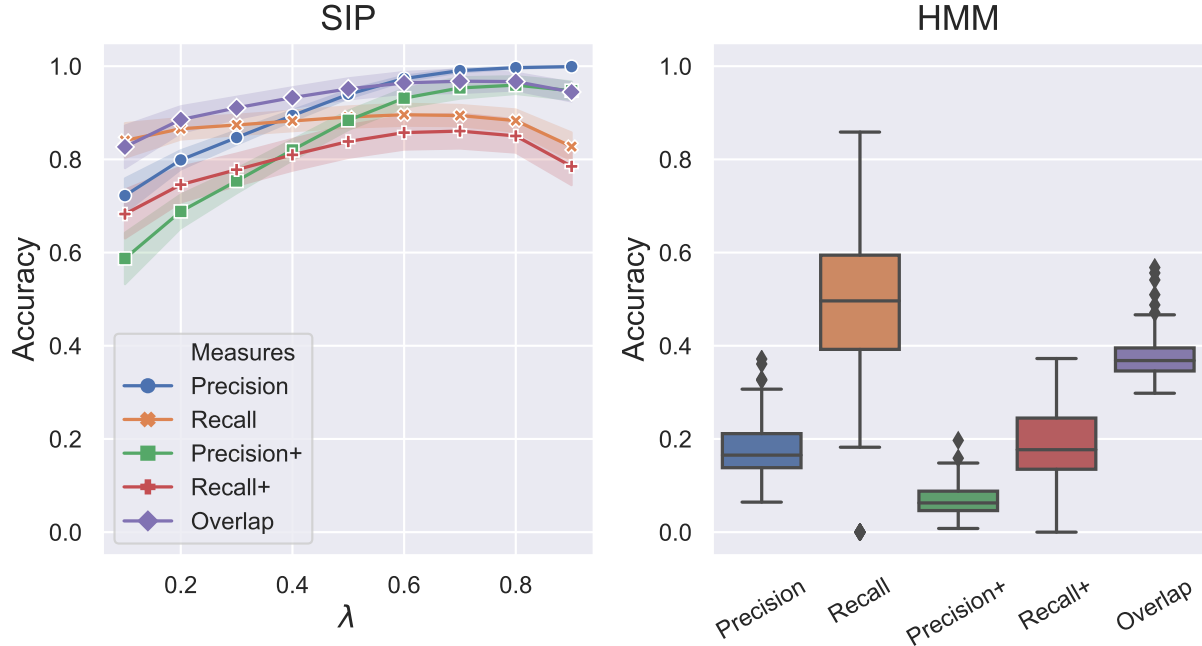 SIP
Accuracy
1.0
0.8
0.6
0.4
0.2
0.0
Measures
Precision
Recall
Precision+
Recall+
Overlap
0.2
0.4
0.6
0.8
λ
HMM
Accuracy
1.0
0.8
0.6
0.4
0.2
0.0
Precision
Recall
Precision+
Recall+
Overlap